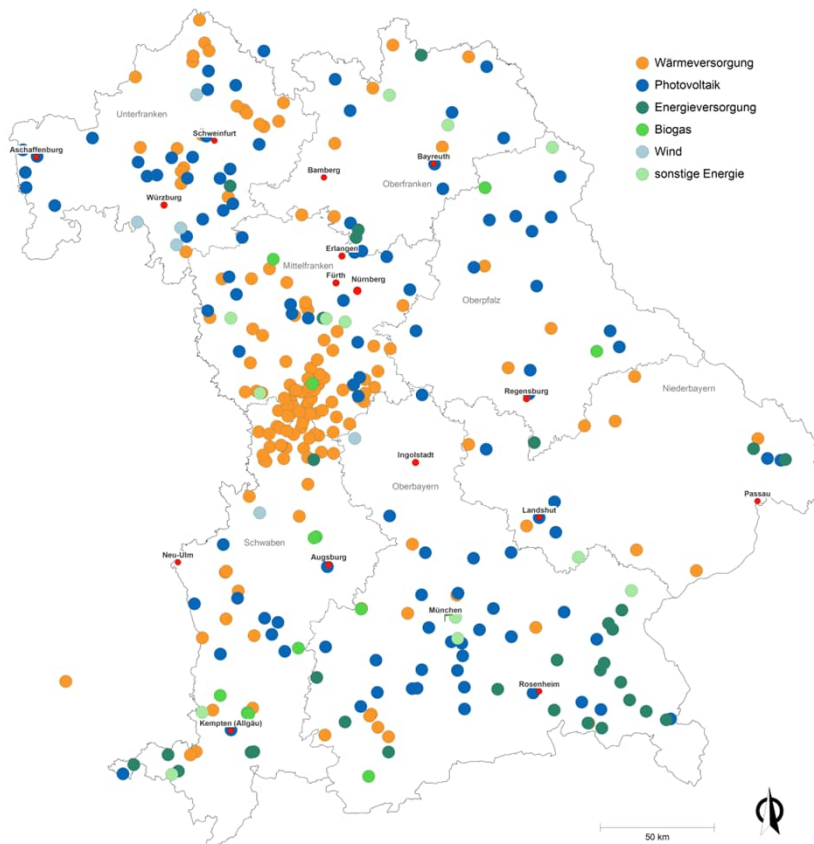 Wärmeversorgung
Photovoltaik
Energieversorgung
Biogas
Wind
sonstige Energie
Unterfranken
Schweinfurt
Aschaffenburg
Bamberg
Bayreuth
Oberfranken
Würzburg
Erlangen
Mittelfranken
Fürth
Nürnberg
Oberpfalz
Regensburg
Niederbayern
Ingolstadt
Oberbayern
Passau
Landshut
Schwaben
Neu-Ulm
Augsburg
München
Rosenheim
Kempten (Allgäu)
50 km